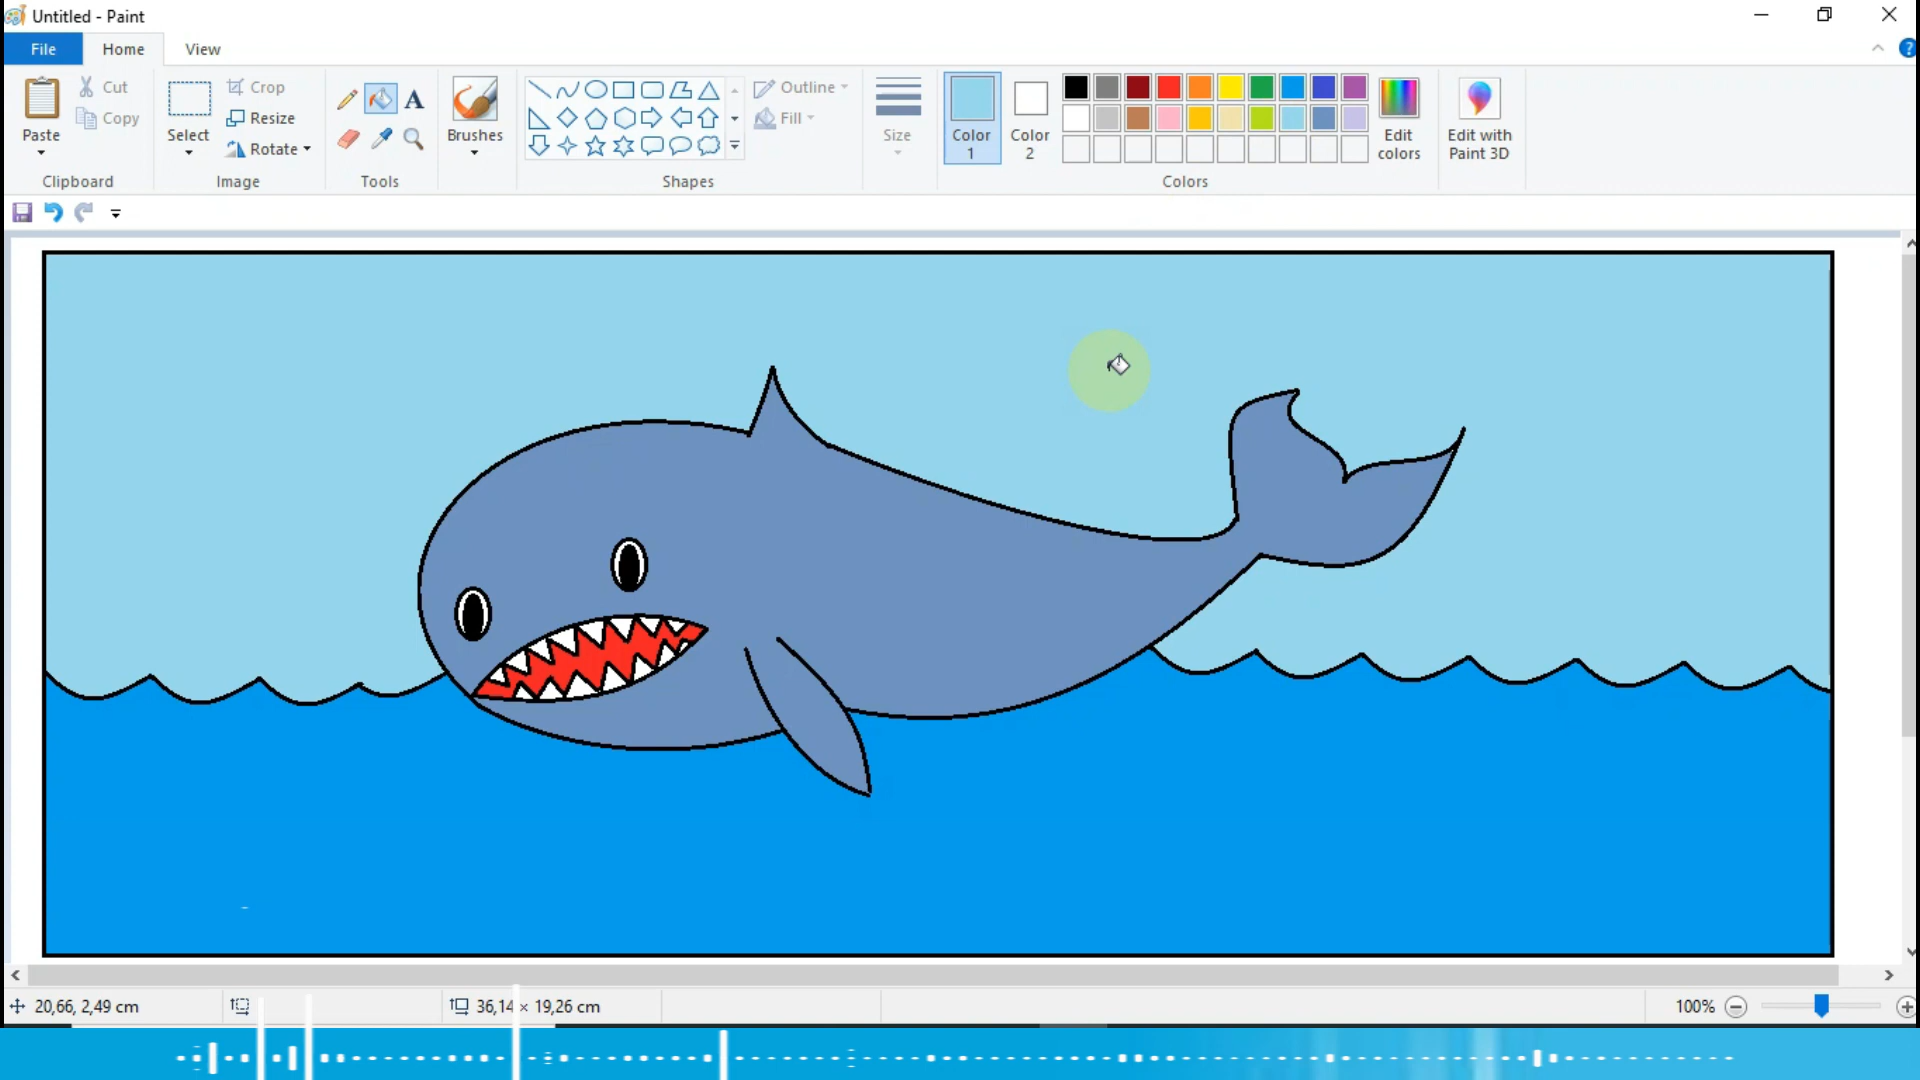 Untitled - Paint
File Home View
Paste
Cut
Copy
Clipboard
Select
Crop
Resize
Rotate
Image
A
Tools
Brushes
Shapes
Outline
Fill
Size
Color
1
Color
2
Edit
colors
Colors
Edit with
Paint 3D
?
20,66, 2,49 cm
36,14 × 19,26 cm
100%